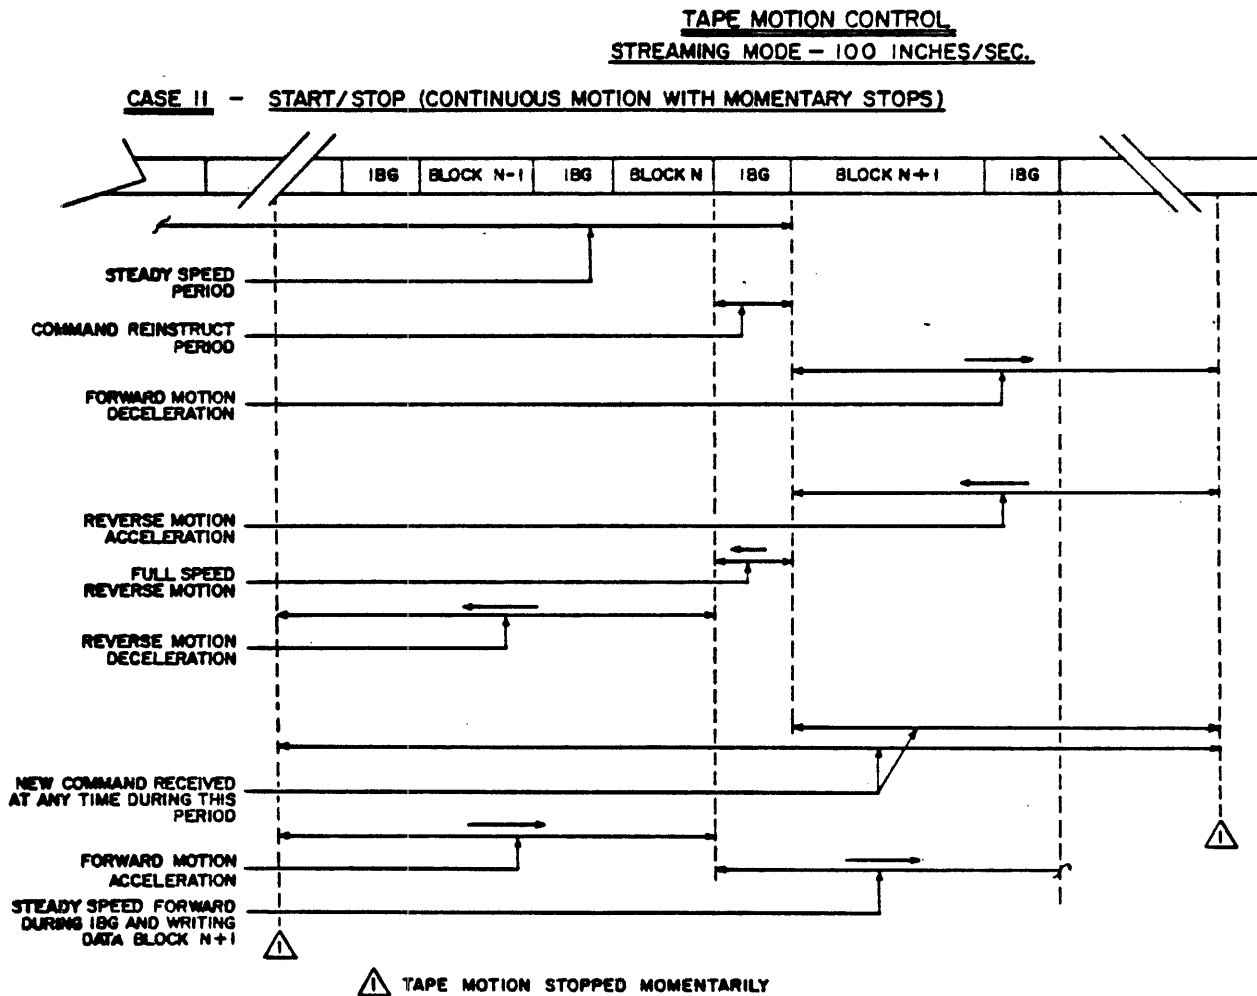 TAPE MOTION CONTROL
STREAMING MODE – 100 INCHES/SEC.
CASE II - START/STOP (CONTINUOUS MOTION WITH MOMENTARY STOPS)
IBG BLOCK N-1 IBG BLOCK N IBG BLOCK N+1 IBG
STEADY SPEED
PERIOD
COMMAND REINSTRUCT
PERIOD
FORWARD MOTION
DECELERATION
REVERSE MOTION
ACCELERATION
FULL SPEED
REVERSE MOTION
REVERSE MOTION
DECELERATION
NEW COMMAND RECEIVED
AT ANY TIME DURING THIS
PERIOD
1
FORWARD MOTION
ACCELERATION
STEADY SPEED FORWARD
DURING IBG AND WRITING
DATA BLOCK N+1
1
1 TAPE MOTION STOPPED MOMENTARILY